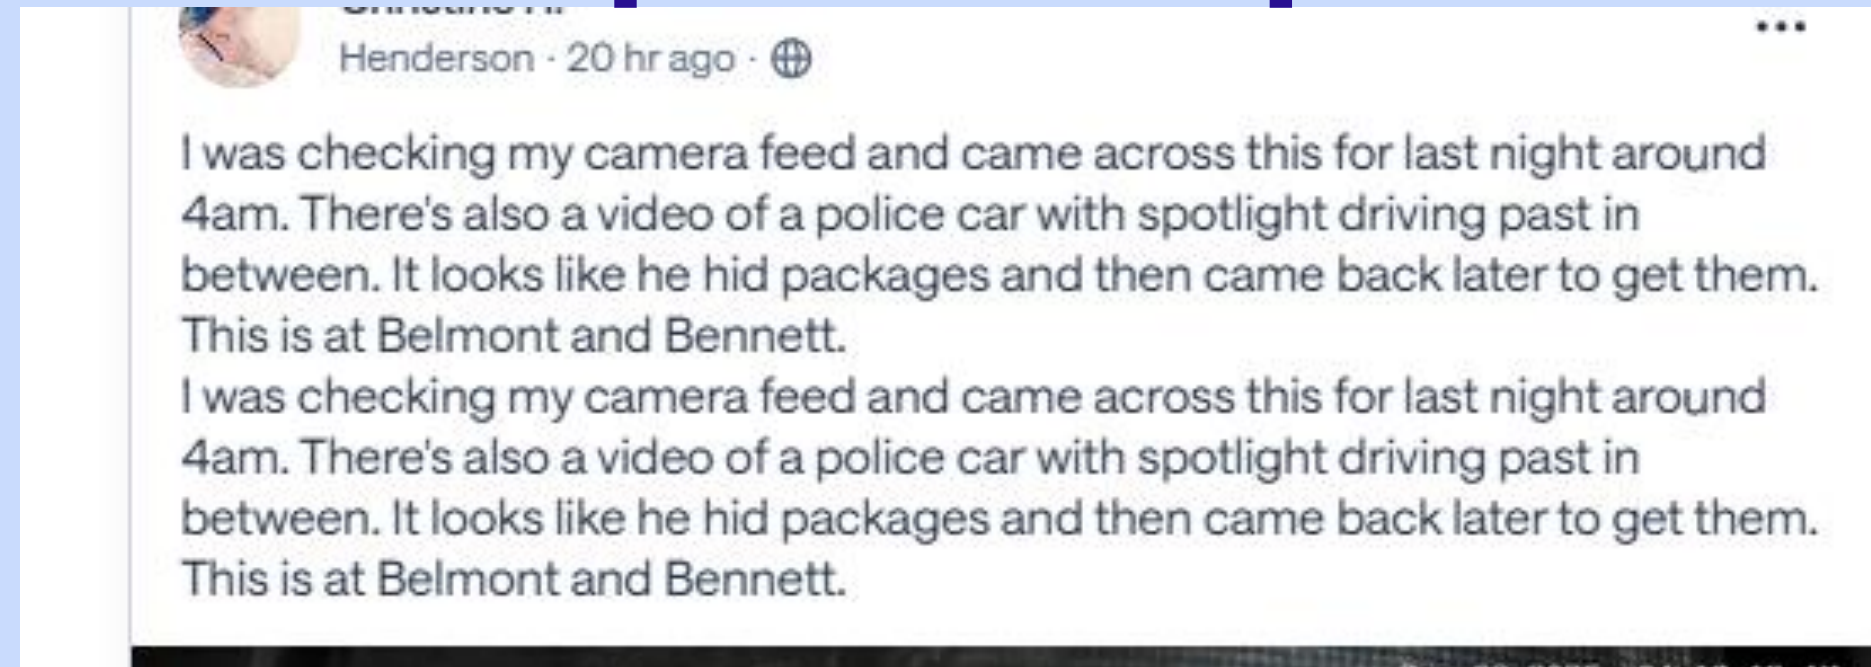 Henderson · 20 hr ago ·
I was checking my camera feed and came across this for last night around
4am. There's also a video of a police car with spotlight driving past in
between. It looks like he hid packages and then came back later to get them.
This is at Belmont and Bennett.
I was checking my camera feed and came across this for last night around
4am. There's also a video of a police car with spotlight driving past in
between. It looks like he hid packages and then came back later to get them.
This is at Belmont and Bennett.